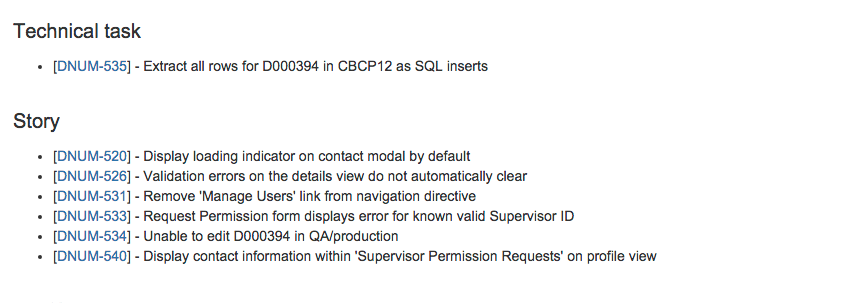 Technical task
• [DNUM-535] - Extract all rows for D000394 in CBCP12 as SQL inserts
Story
• [DNUM-520] - Display loading indicator on contact modal by default
• [DNUM-526] - Validation errors on the details view do not automatically clear
• [DNUM-531] - Remove 'Manage Users' link from navigation directive
• [DNUM-533] - Request Permission form displays error for known valid Supervisor ID
• [DNUM-534] - Unable to edit D000394 in QA/production
• [DNUM-540] - Display contact information within 'Supervisor Permission Requests' on profile view